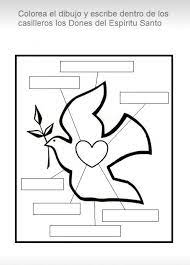 Colorea el dibujo y escribe dentro de los
casilleros los Dones del Espíritu Santo